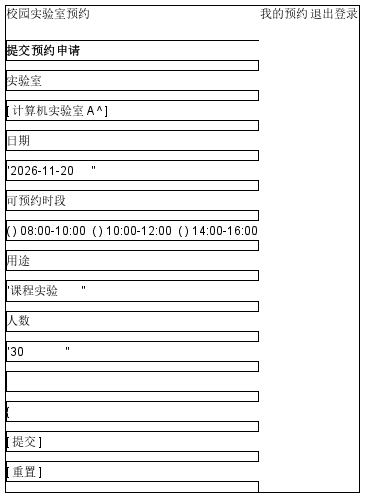 校园实验室预约 我的预约 退出登录
提交预约申请
实验室
[ 计算机实验室 A ^ ]
日期
"2026-11-20 "
可预约时段
( ) 08:00-10:00 ( ) 10:00-12:00 ( ) 14:00-16:00
用途
"课程实验 "
人数
"30 "
[ 提交 ]
[ 重置 ]